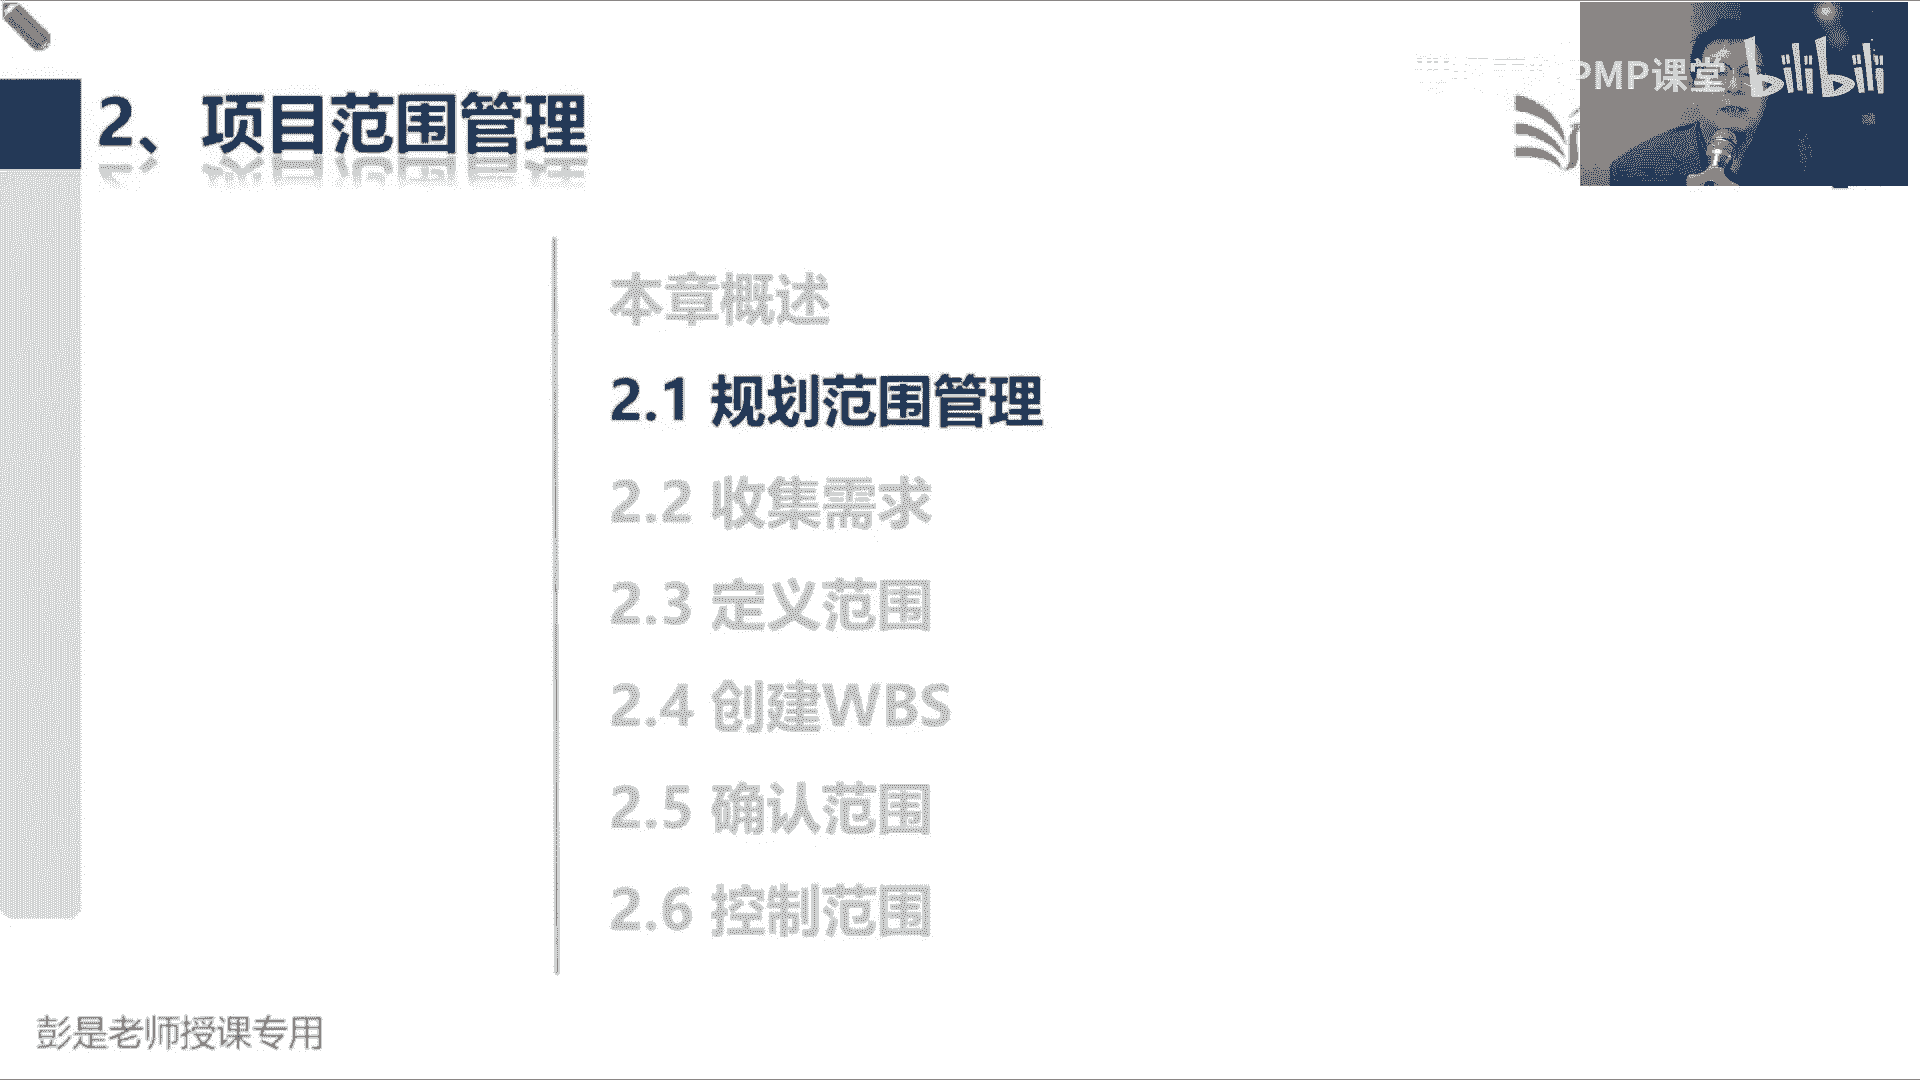 PMP课堂 bilibili
2、项目范围管理
本章概述
2.1 规划范围管理
2.2 收集需求
2.3 定义范围
2.4 创建WBS
2.5 确认范围
2.6 控制范围
彭是老师授课专用